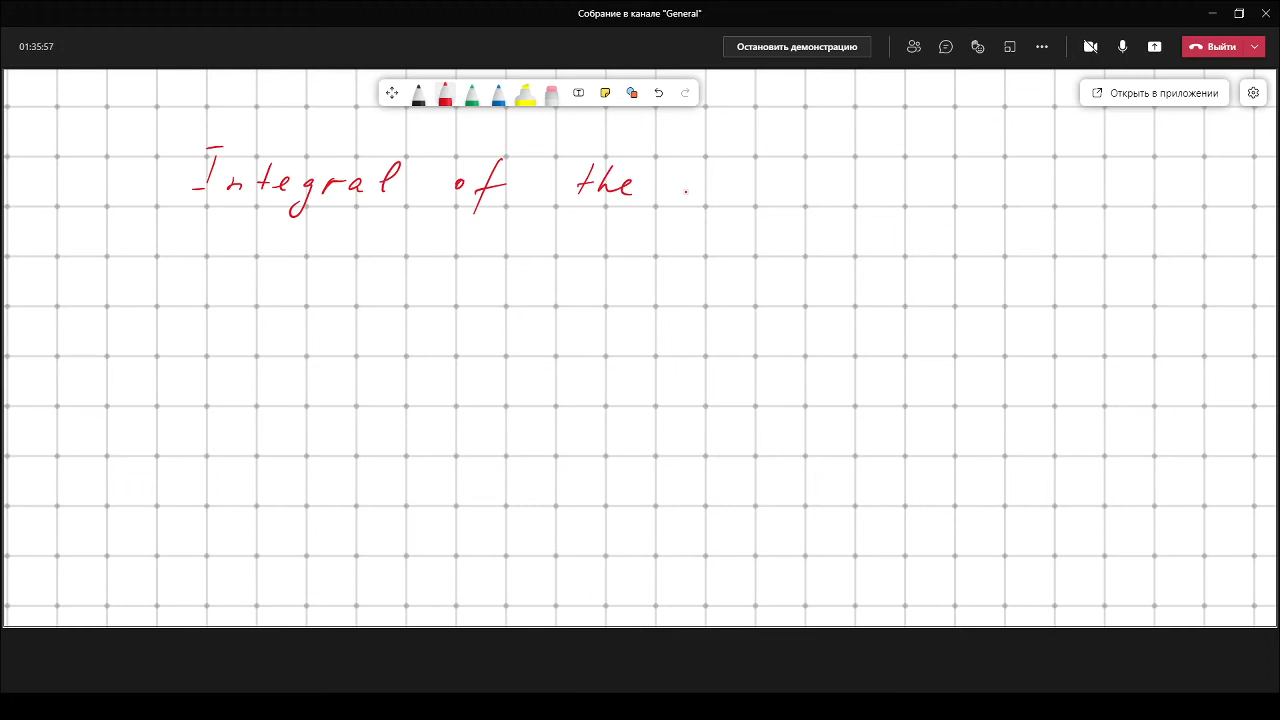 Собрание в канале "General"
01:35:57
Остановить демонстрацию
Выйти
Открыть в приложении
Integral of the